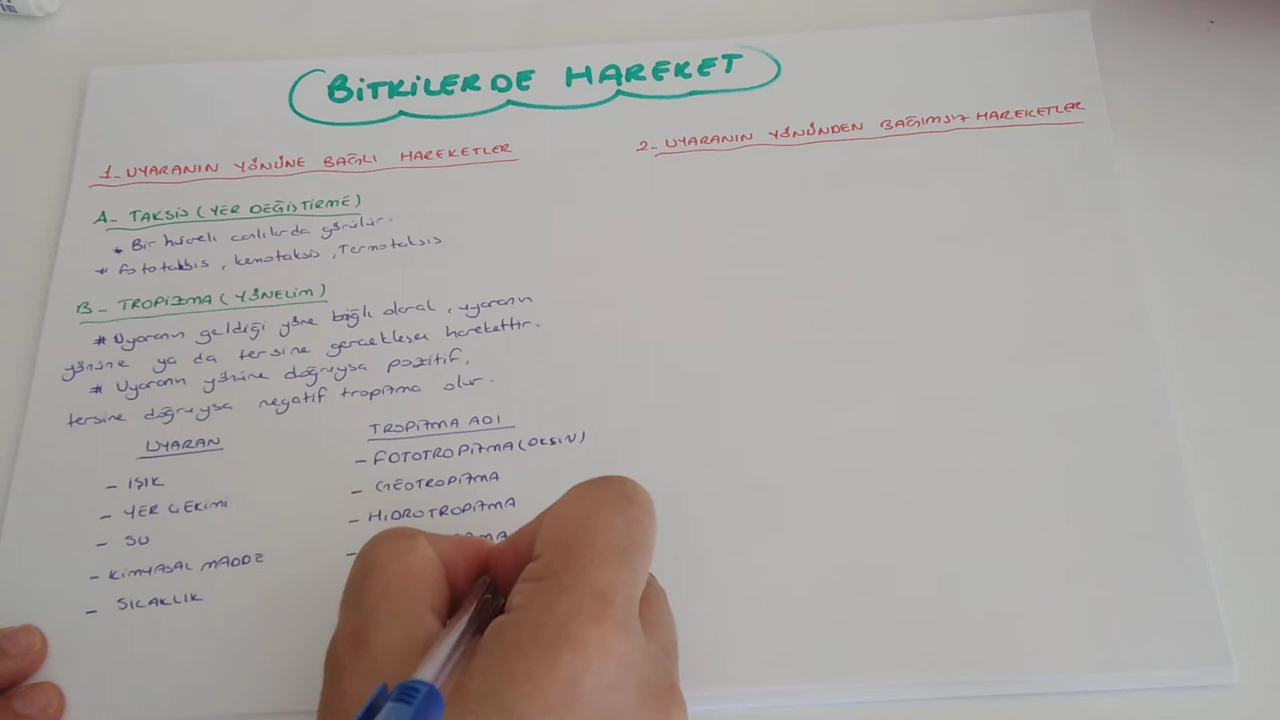 BİTKİLERDE HAREKET
1- UYARANIN YÖNÜNE BAĞLI HAREKETLER
A- TAKSİS (YER DEĞİŞTİRME)
* Bir hücreli canlılarda görülür.
* fototaksis, kemotaksis, Termotaksis
B- TROPİZMA (YÖNELİM)
* Uyaranın geldiği yöne bağlı olarak, uyaranın
yönüne ya da tersine gerçekleşen harekettir.
* Uyaranın yönüne doğruysa pozitif,
tersine doğruysa negatif tropizma olur.
UYARAN
- IŞIK
- YER ÇEKİMİ
- SU
- KİMYASAL MADDE
- SICAKLIK
TROPİZMA ADI
- FOTOTROPİZMA (OKSİN)
- GEOTROPİZMA
- HİDROTROPİZMA
2- UYARANIN YÖNÜNDEN BAĞIMSIZ HAREKETLER